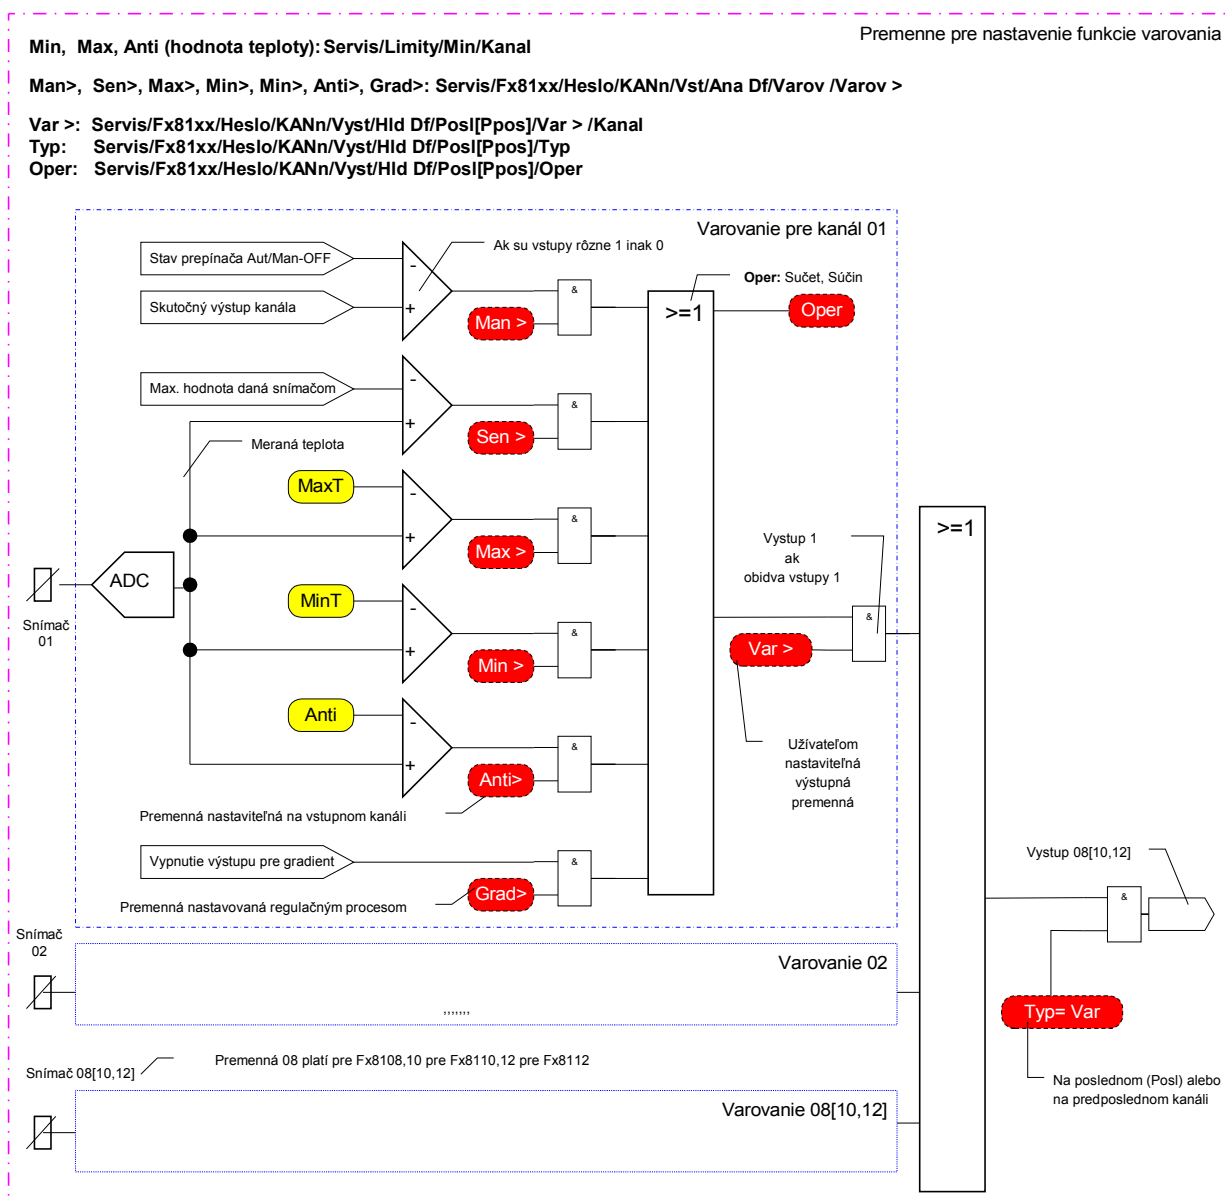 Premenne pre nastavenie funkcie varovania
Min, Max, Anti (hodnota teploty): Servis/Limity/Min/Kanal
Man>, Sen>, Max>, Min>, Min>, Anti>, Grad>: Servis/Fx81xx/Heslo/KANn/Vst/Ana Df/Varov /Varov >
Var >: Servis/Fx81xx/Heslo/KANn/Vyst/Hld Df/Posl[Ppos]/Var > /Kanal
Typ: Servis/Fx81xx/Heslo/KANn/Vyst/Hld Df/Posl[Ppos]/Typ
Oper: Servis/Fx81xx/Heslo/KANn/Vyst/Hld Df/Posl[Ppos]/Oper
Varovanie pre kanál 01
Stav prepínača Aut/Man-OFF
-
Ak su vstupy rôzne 1 inak 0
Oper: Sučet, Súčin
&
Skutočný výstup kanála
+
Man >
>=1
Oper
Max. hodnota daná snímačom
-
&
+
Sen >
Meraná teplota
MaxT
-
&
+
Max >
>=1
Vystup 1
ak
obidva vstupy 1
ADC
Snímač
01
MinT
-
&
+
Min >
&
Var >
Anti
-
&
+
Anti>
Užívateľom
nastaviteľná
výstupná
premenná
Premenná nastaviteľná na vstupnom kanáli
Vypnutie výstupu pre gradient
&
Grad>
Premenná nastavovaná regulačným procesom
Vystup 08[10,12]
&
Snímač
02
Varovanie 02
,,,,,,,
Typ= Var
Premenná 08 platí pre Fx8108,10 pre Fx8110,12 pre Fx8112
Snímač 08[10,12]
Na poslednom (Posl) alebo
na predposlednom kanáli
Varovanie 08[10,12]